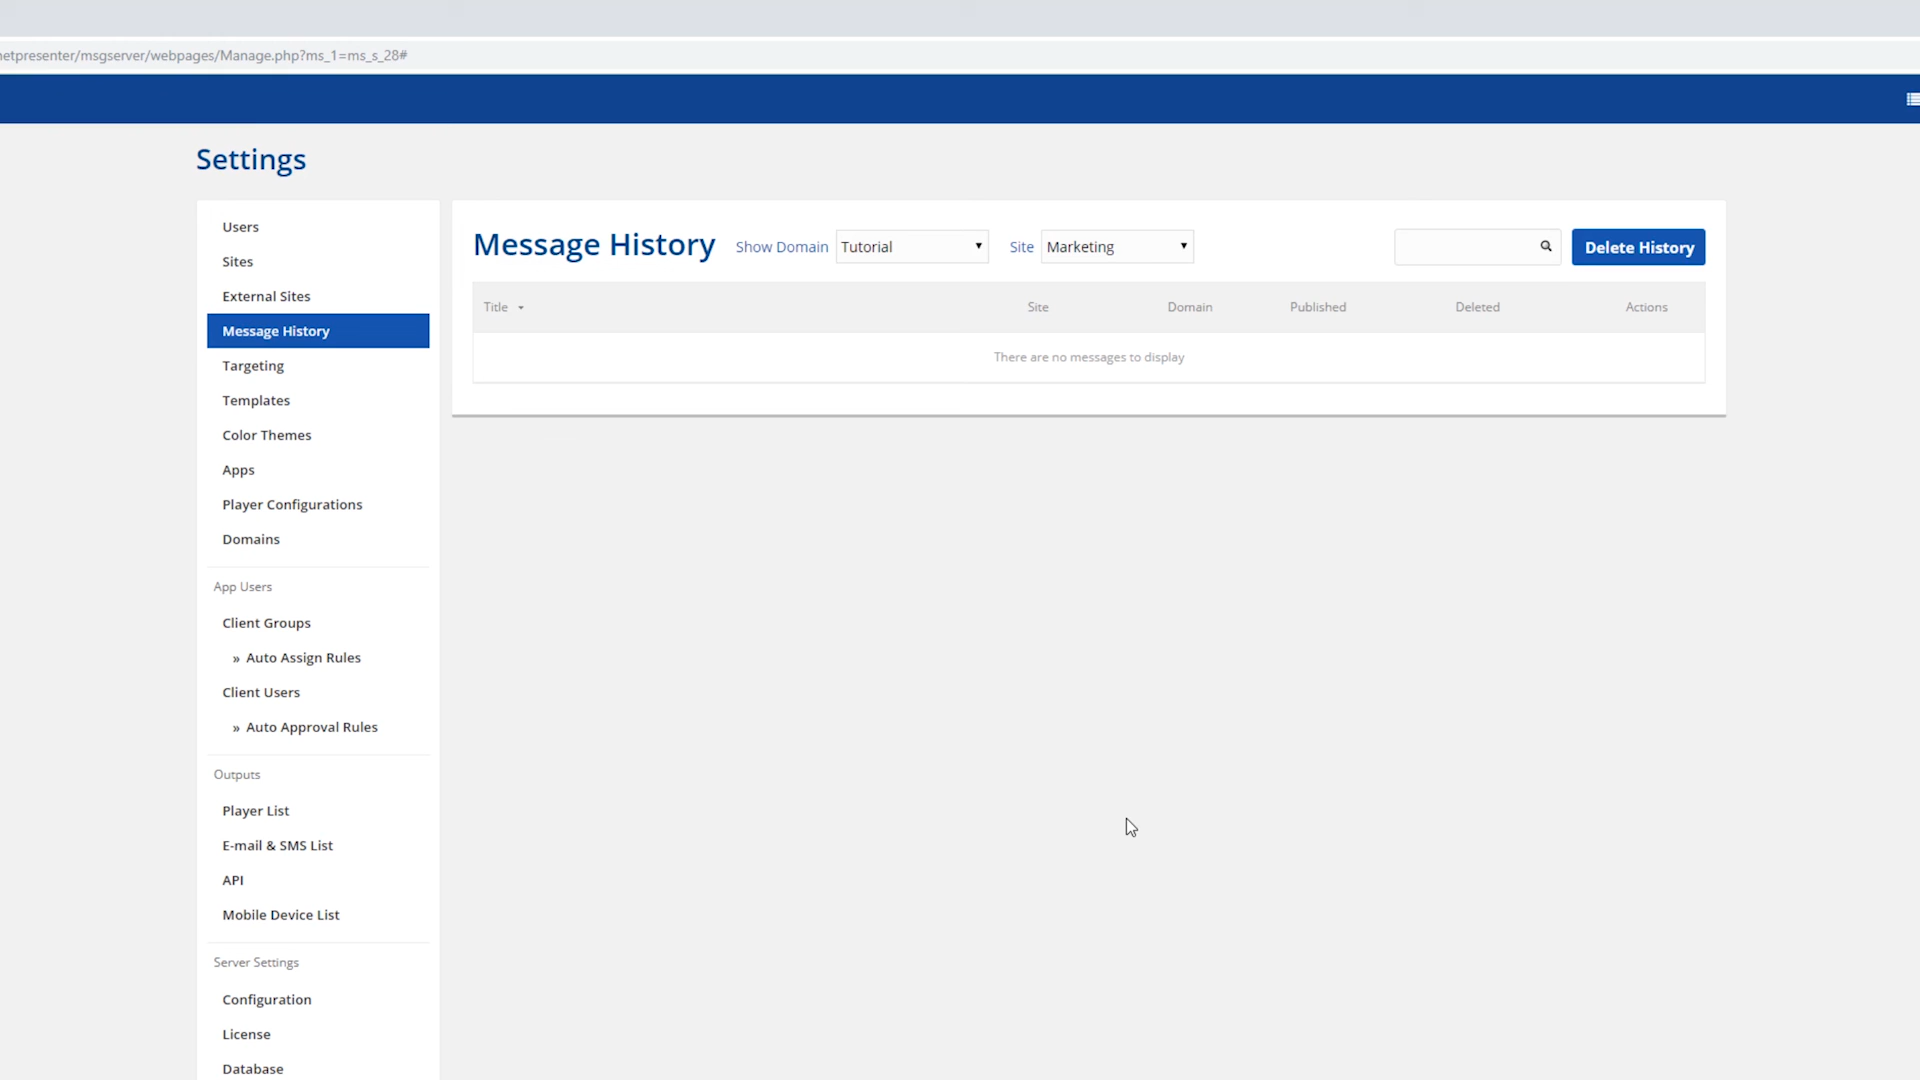 netpresenter/msgserver/webpages/Manage.php?ms_1=ms_s_28#
Settings
Users
Sites
External Sites
Message History
Targeting
Templates
Color Themes
Apps
Player Configurations
Domains
App Users
Client Groups
» Auto Assign Rules
Client Users
» Auto Approval Rules
Outputs
Player List
E-mail & SMS List
API
Mobile Device List
Server Settings
Configuration
License
Database
Message History Show Domain Tutorial Site Marketing Delete History
Title Site Domain Published Deleted Actions
There are no messages to display